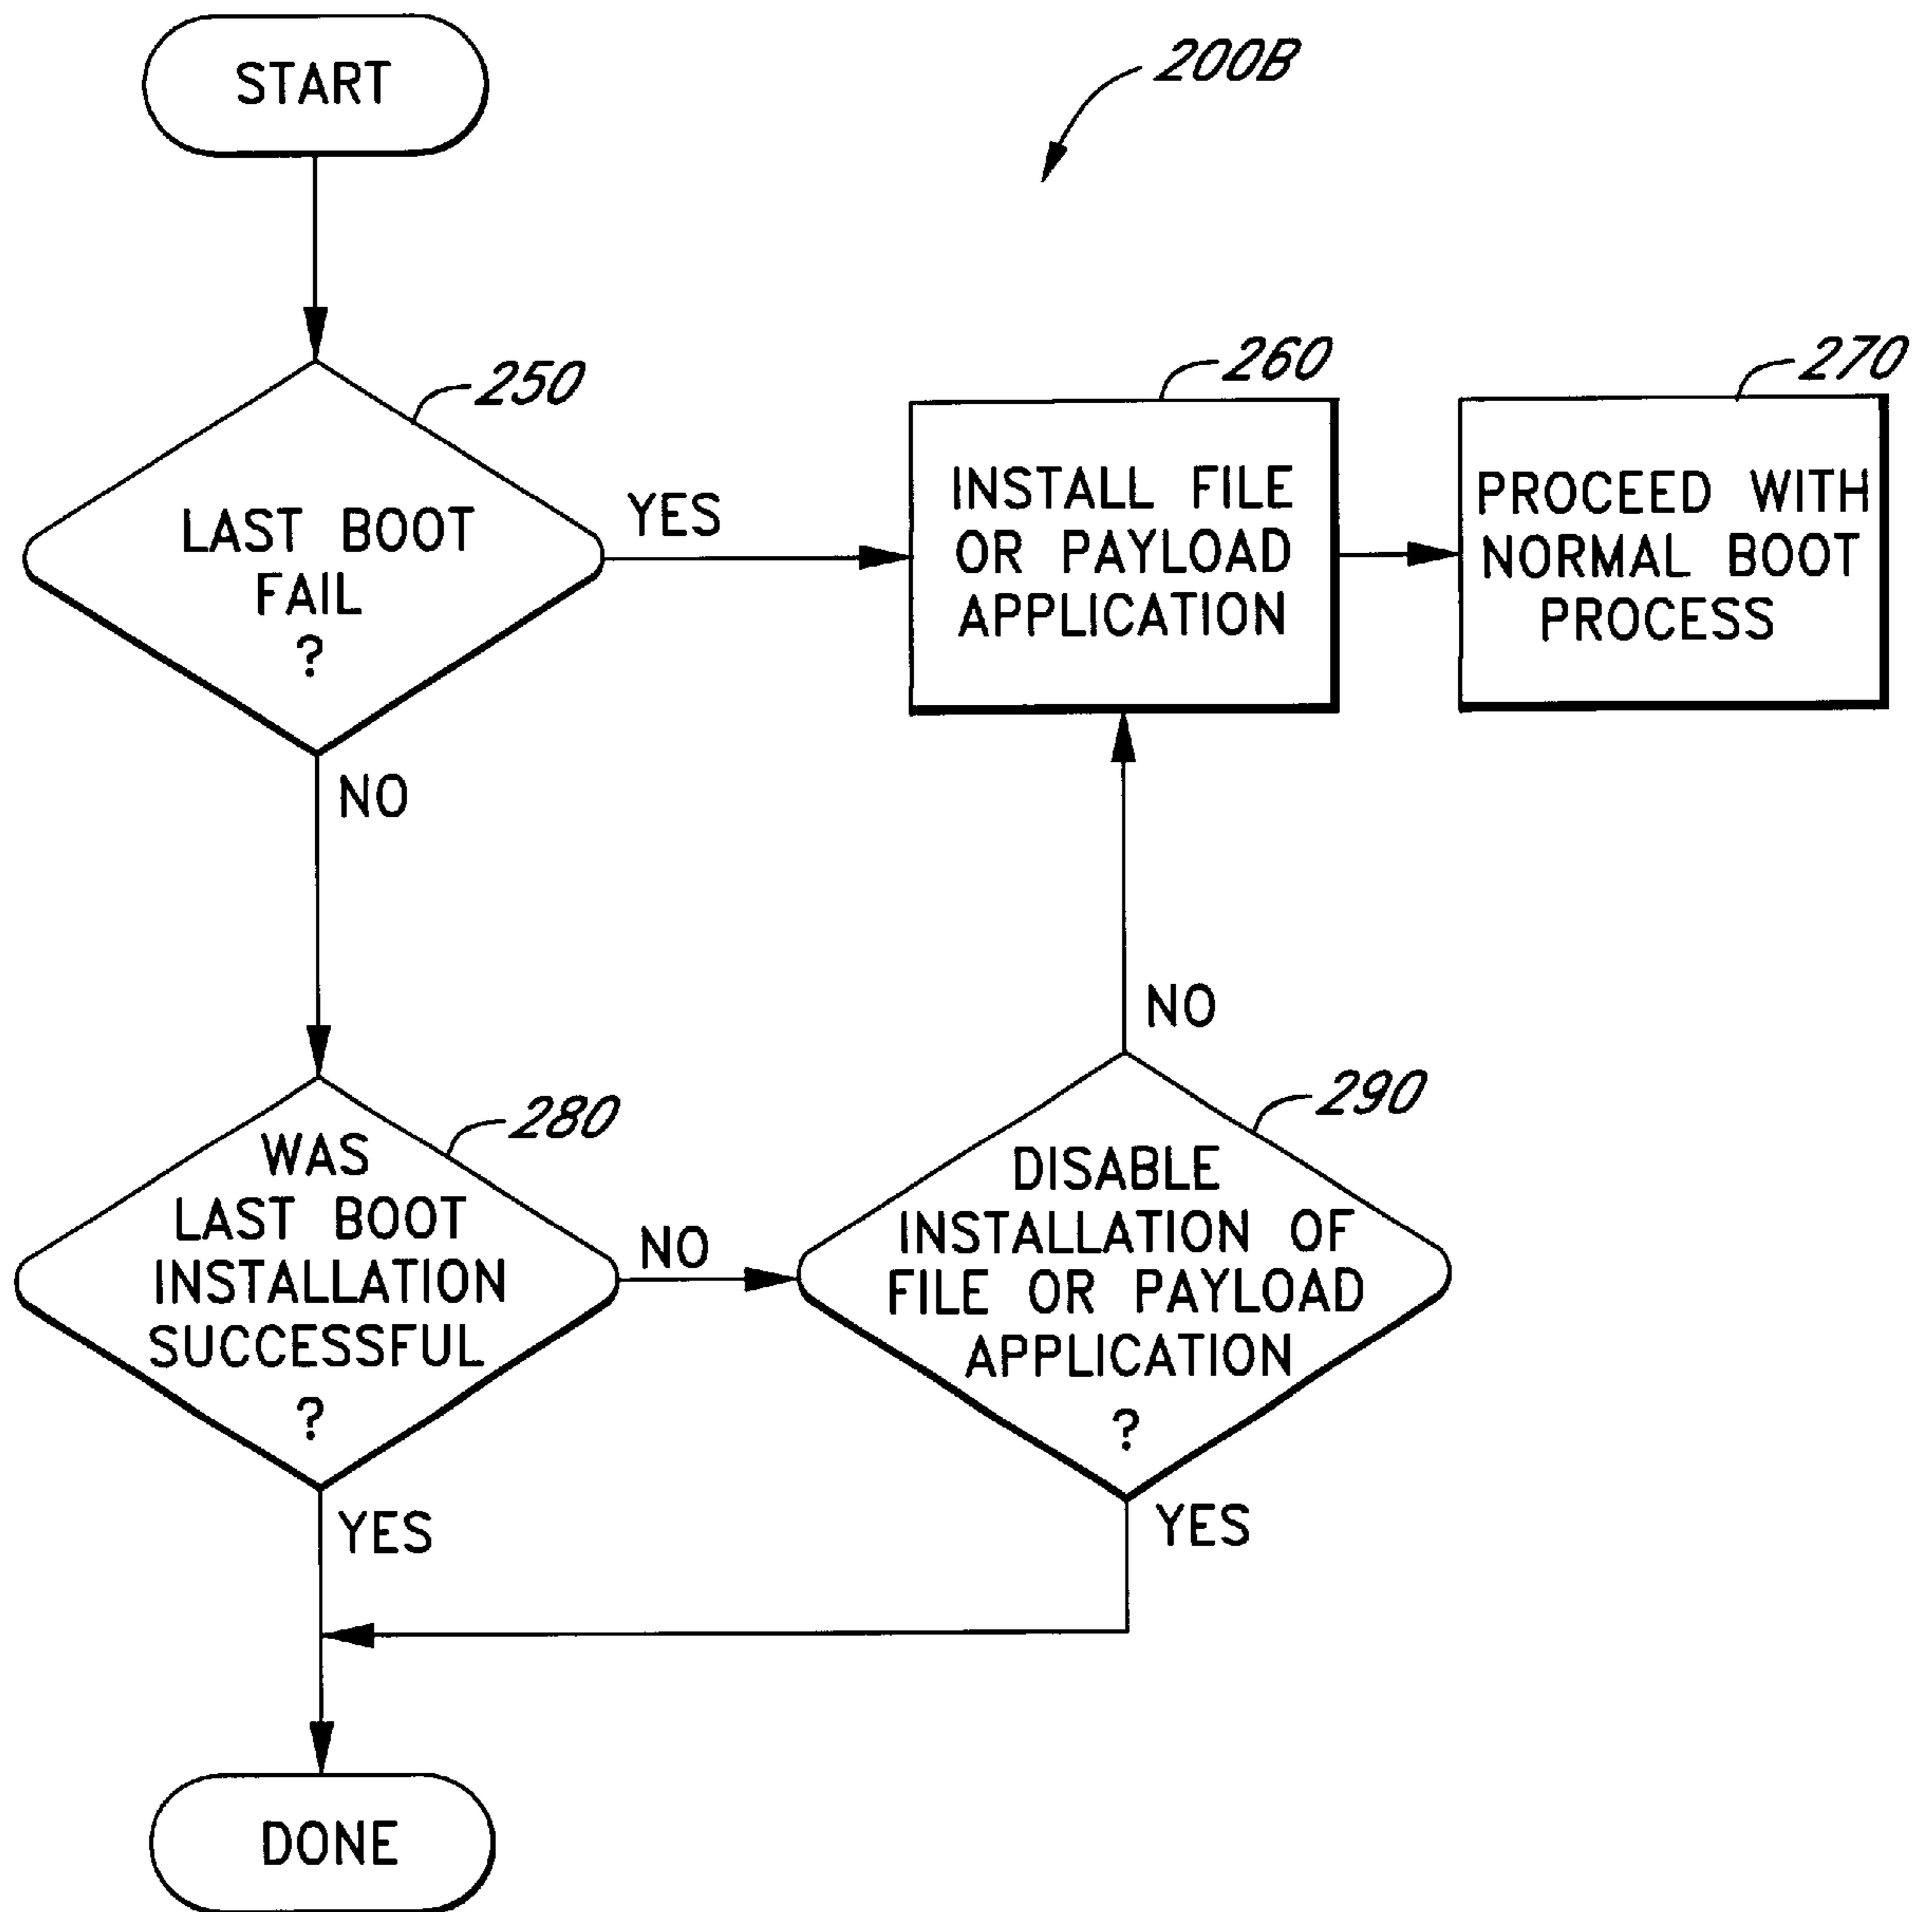 START
200B
250
LAST BOOT
FAIL
?
YES
260
INSTALL FILE
OR PAYLOAD
APPLICATION
270
PROCEED WITH
NORMAL BOOT
PROCESS
NO
NO
280
WAS
LAST BOOT
INSTALLATION
SUCCESSFUL
?
NO
290
DISABLE
INSTALLATION OF
FILE OR PAYLOAD
APPLICATION
?
YES
YES
DONE